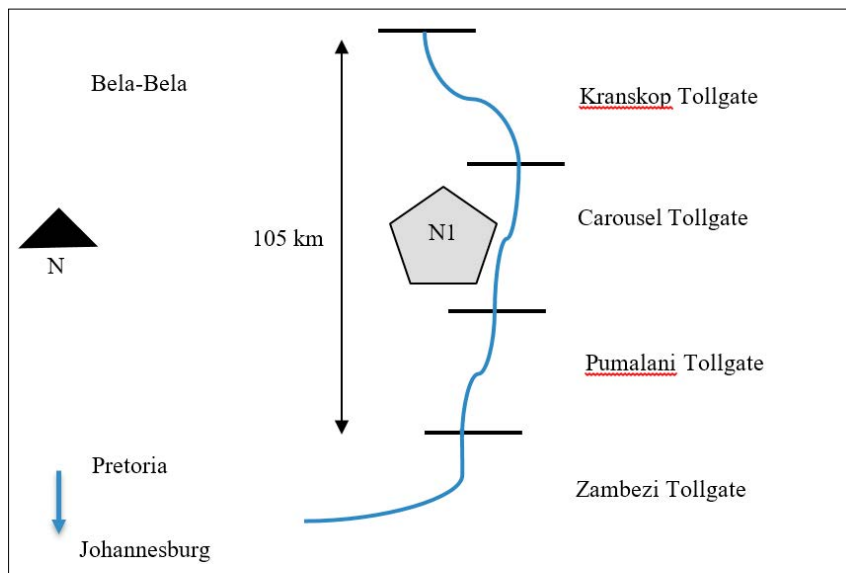 Bela-Bela
Kranskop Tollgate
Carousel Tollgate
N1
105 km
N
Pumalani Tollgate
Pretoria
Zambezi Tollgate
Johannesburg